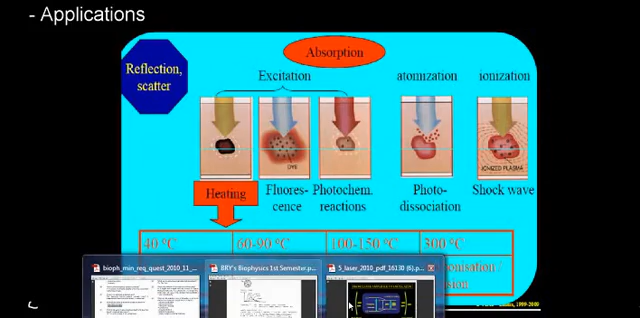 - Applications
Absorption
Reflection,
scatter
Excitation
atomization
ionization
DYE
IONIZED PLASMA
Heating
Fluores-
cence
Photochem.
reactions
Photo-
dissociation
Shock wave
40 °C
60-90 °C
100-150 °C
300 °C
bioph_min_req_quest_2010_11_...
BRY's Biophysics 1st Semester.p...
5_laser_2010_pdf_16130 (6).p...